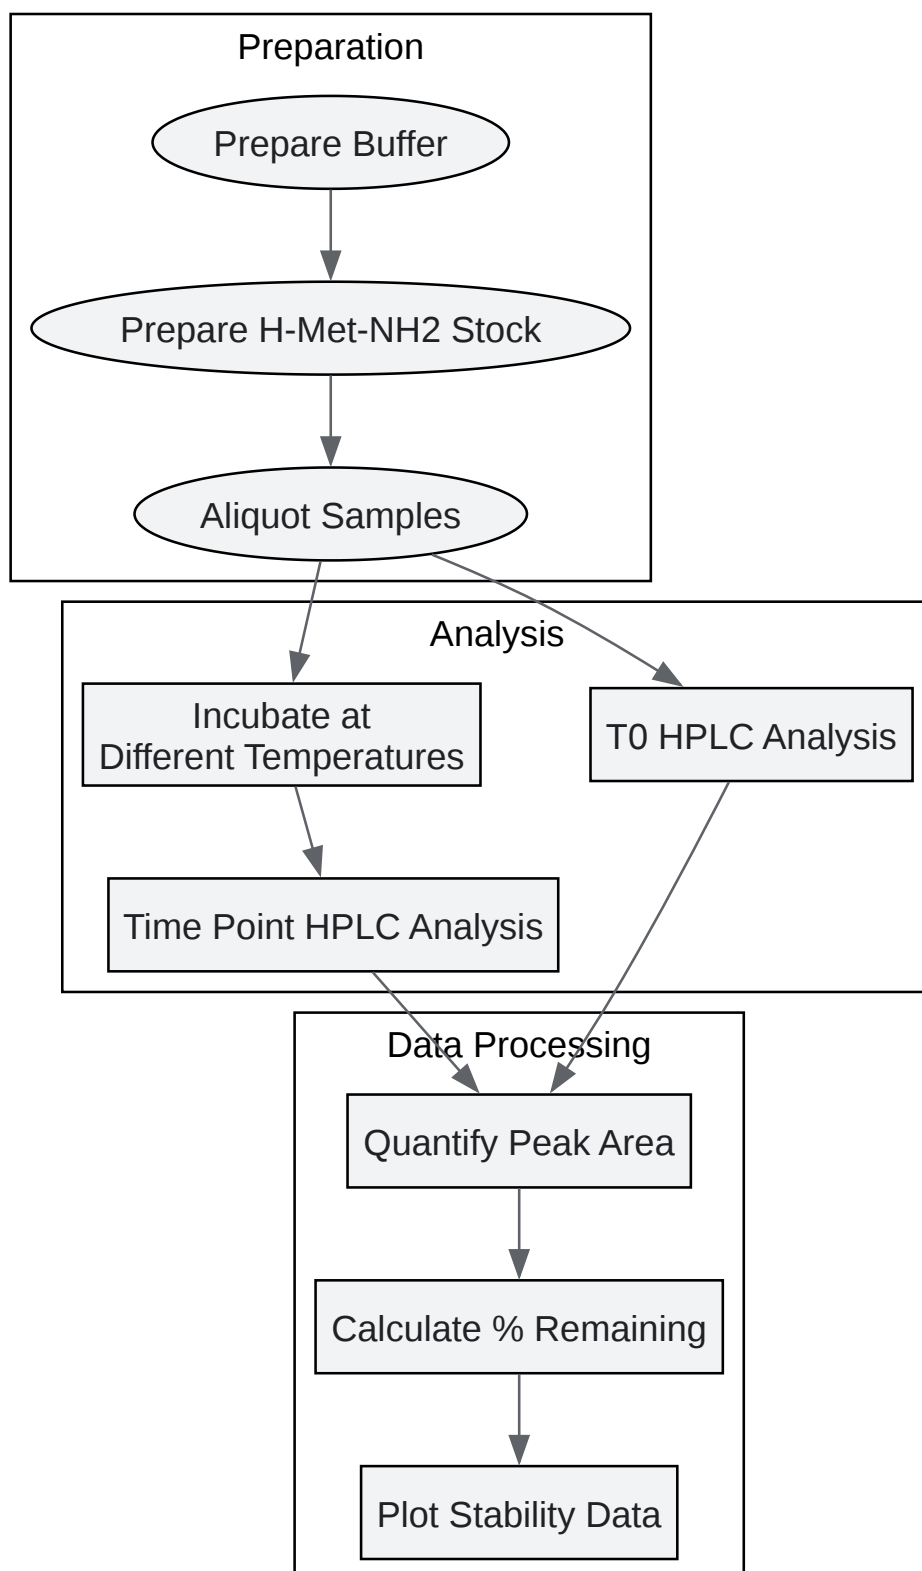 Preparation
Prepare Buffer
Prepare H-Met-NH2 Stock
Aliquot Samples
Analysis
Incubate at
Different Temperatures
T0 HPLC Analysis
Time Point HPLC Analysis
Data Processing
Quantify Peak Area
Calculate % Remaining
Plot Stability Data